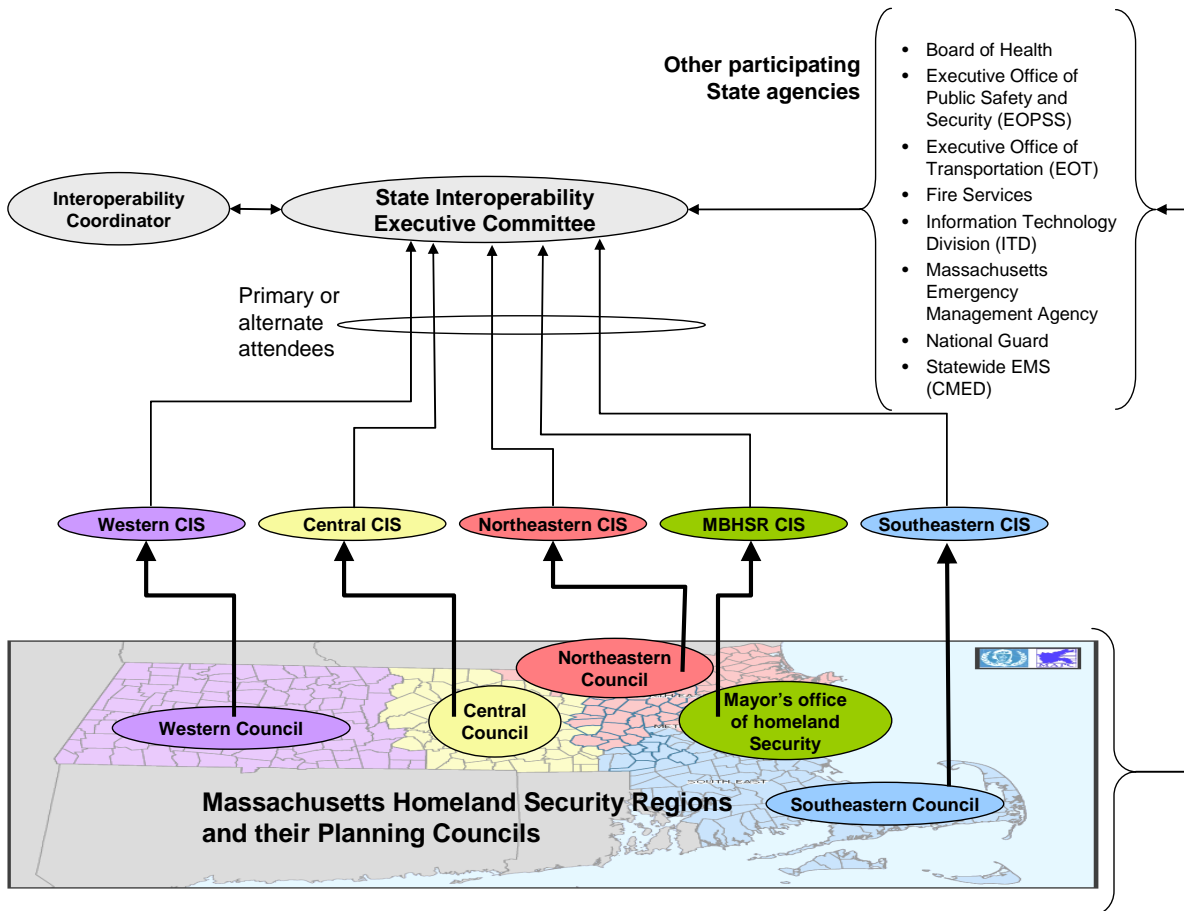 Other participating
State agencies
• Board of Health
• Executive Office of
Public Safety and
Security (EOPSS)
• Executive Office of
Transportation (EOT)
• Fire Services
• Information Technology
Division (ITD)
• Massachusetts
Emergency
Management Agency
• National Guard
• Statewide EMS
(CMED)
Interoperability
Coordinator
State Interoperability
Executive Committee
Primary or
alternate
attendees
Western CIS
Central CIS
Northeastern CIS
MBHSR CIS
Southeastern CIS
Northeastern
Council
Western Council
Central
Council
Mayor's office
of homeland
Security
SOUTH EAST
Southeastern Council
Massachusetts Homeland Security Regions
and their Planning Councils